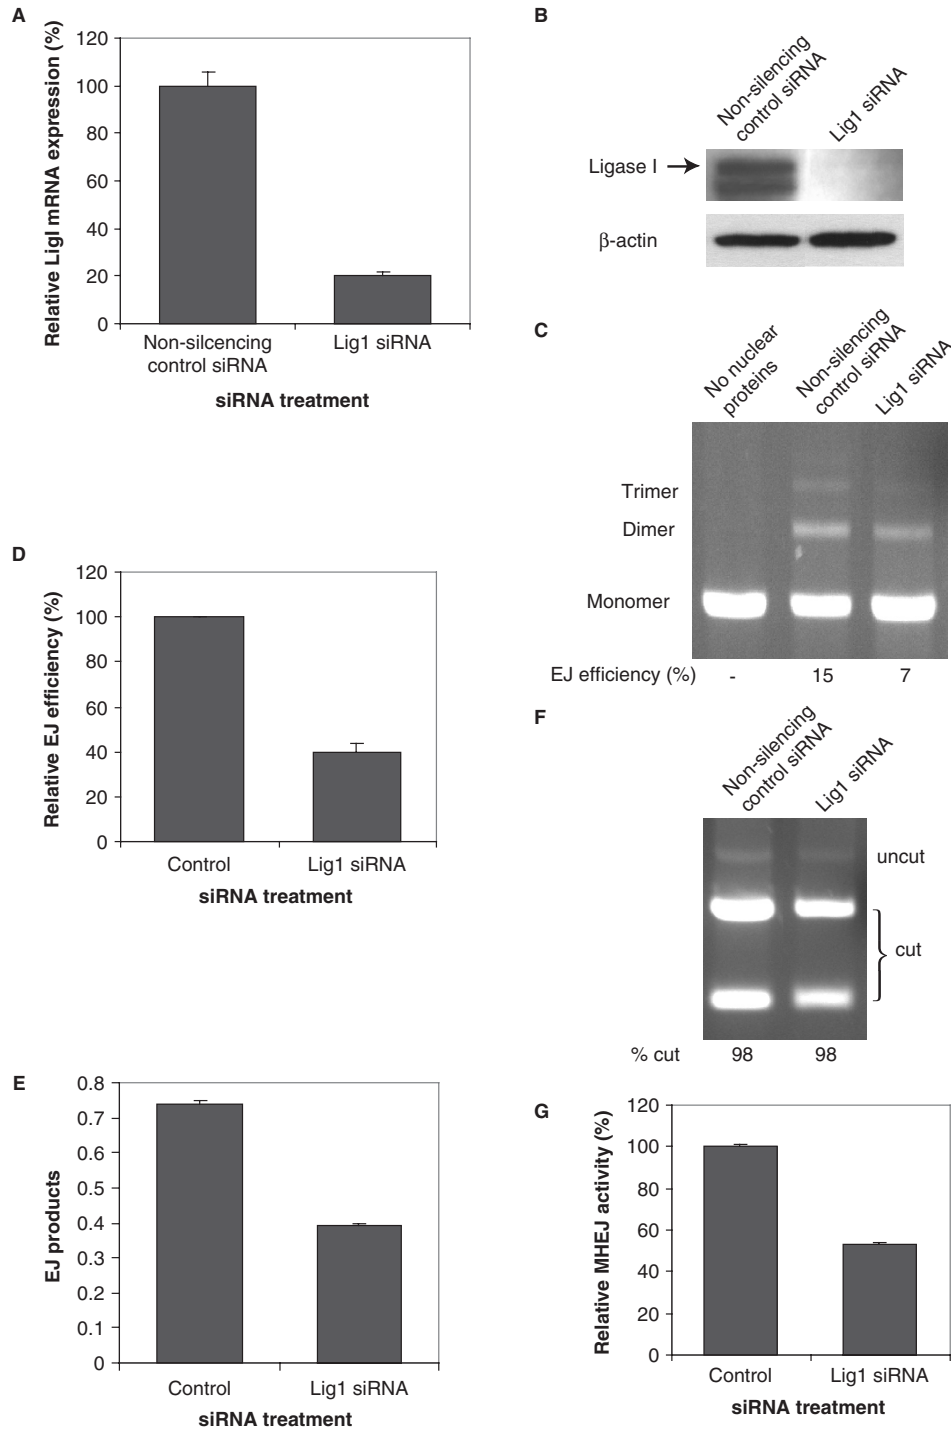 A
Relative LigI mRNA expression (%)
120
100
80
60
40
20
0
Non-silcencing
control siRNA
Lig1 siRNA
siRNA treatment
B
Non-silencing
control siRNA
Lig1 siRNA
Ligase I
β-actin
C
No nuclear
proteins
Non-silencing
control siRNA
Lig1 siRNA
Trimer
Dimer
Monomer
EJ efficiency (%) - 15 7
D
Relative EJ efficiency (%)
120
100
80
60
40
20
0
Control Lig1 siRNA
siRNA treatment
F
Non-silencing
control siRNA
Lig1 siRNA
uncut
cut
% cut 98 98
E
EJ products
0.8
0.7
0.6
0.5
0.4
0.3
0.2
0.1
0
Control Lig1 siRNA
siRNA treatment
G
Relative MHEJ activity (%)
120
100
80
60
40
20
0
Control Lig1 siRNA
siRNA treatment